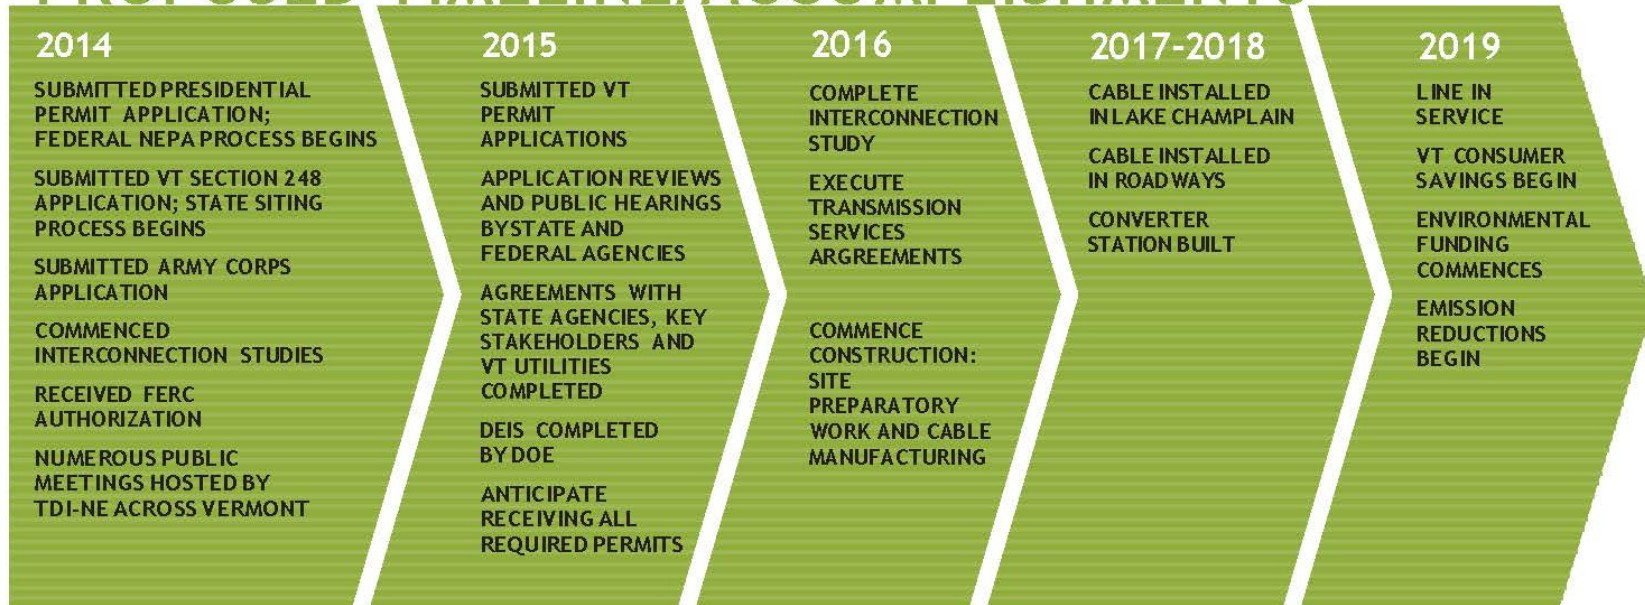 PROPOSED TIMELINE/ACCOMPLISHMENTS
2014
SUBMITTED PRESIDENTIAL
PERMIT APPLICATION;
FEDERAL NEPA PROCESS BEGINS
SUBMITTED VT SECTION 248
APPLICATION; STATE SITING
PROCESS BEGINS
SUBMITTED ARMY CORPS
APPLICATION
COMMENCED
INTERCONNECTION STUDIES
RECEIVED FERC
AUTHORIZATION
NUMEROUS PUBLIC
MEETINGS HOSTED BY
TDI-NE ACROSS VERMONT
2015
SUBMITTED VT
PERMIT
APPLICATIONS
APPLICATION REVIEWS
AND PUBLIC HEARINGS
BYSTATE AND
FEDERAL AGENCIES
AGREEMENTS WITH
STATE AGENCIES, KEY
STAKEHOLDERS AND
VT UTILITIES
COMPLETED
DEIS COMPLETED
BY DOE
ANTICIPATE
RECEIVING ALL
REQUIRED PERMITS
2016
COMPLETE
INTERCONNECTION
STUDY
EXECUTE
TRANSMISSION
SERVICES
ARGREEMENTS
COMMENCE
CONSTRUCTION:
SITE
PREPARATORY
WORK AND CABLE
MANUFACTURING
2017-2018
CABLE INSTALLED
IN LAKE CHAMPLAIN
CABLE INSTALLED
IN ROADWAYS
CONVERTER
STATION BUILT
2019
LINE IN
SERVICE
VT CONSUMER
SAVINGS BEGIN
ENVIRONMENTAL
FUNDING
COMMENCES
EMISSION
REDUCTIONS
BEGIN